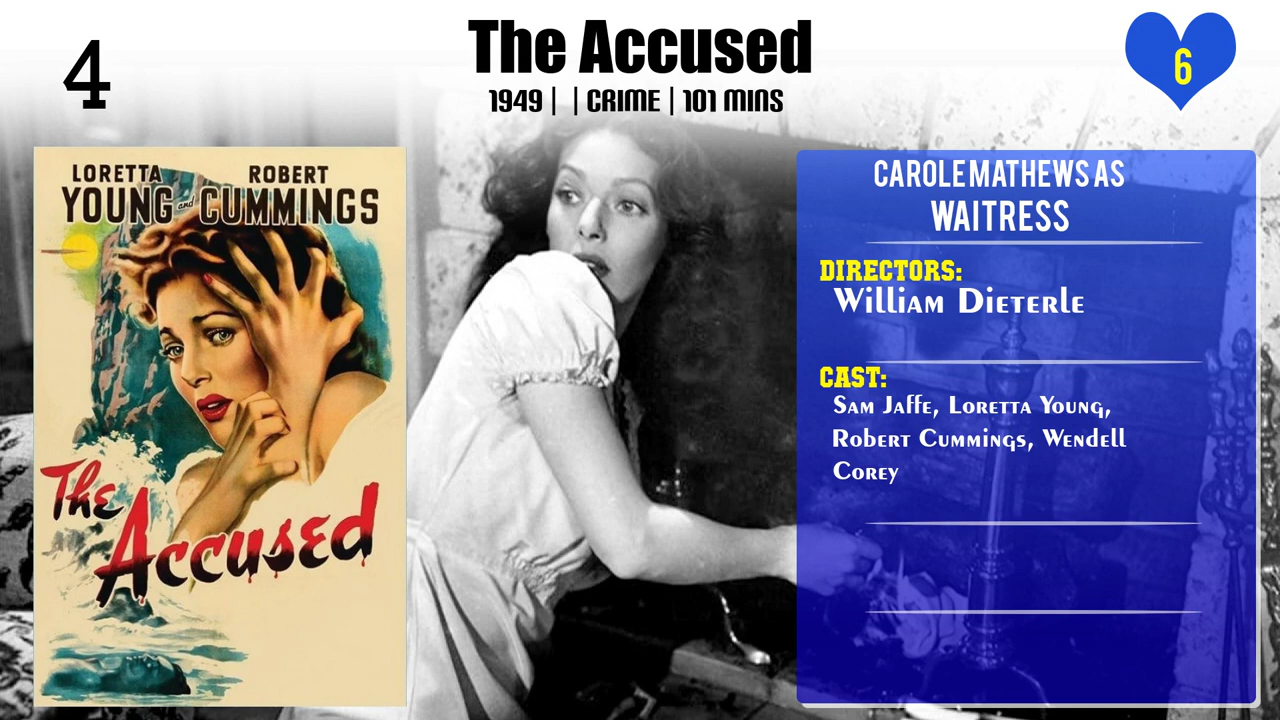 4
The Accused
1949 | | CRIME | 101 MINS
6
LORETTA ROBERT
YOUNG and CUMMINGS
The
Accused
CAROLE MATHEWS AS
WAITRESS
DIRECTORS:
William Dieterle
CAST:
Sam Jaffe, Loretta Young,
Robert Cummings, Wendell
Corey